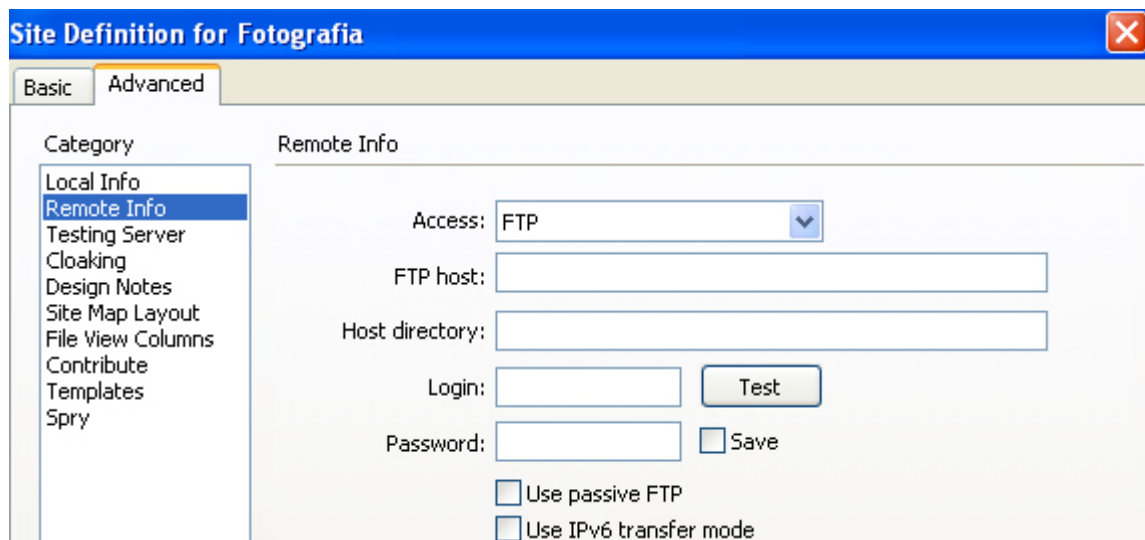 Site Definition for Fotografia
Basic
Advanced
Category
Local Info
Remote Info
Testing Server
Cloaking
Design Notes
Site Map Layout
File View Columns
Contribute
Templates
Spry
Remote Info
Access: FTP
FTP host:
Host directory:
Login: Test
Password: Save
Use passive FTP
Use IPv6 transfer mode